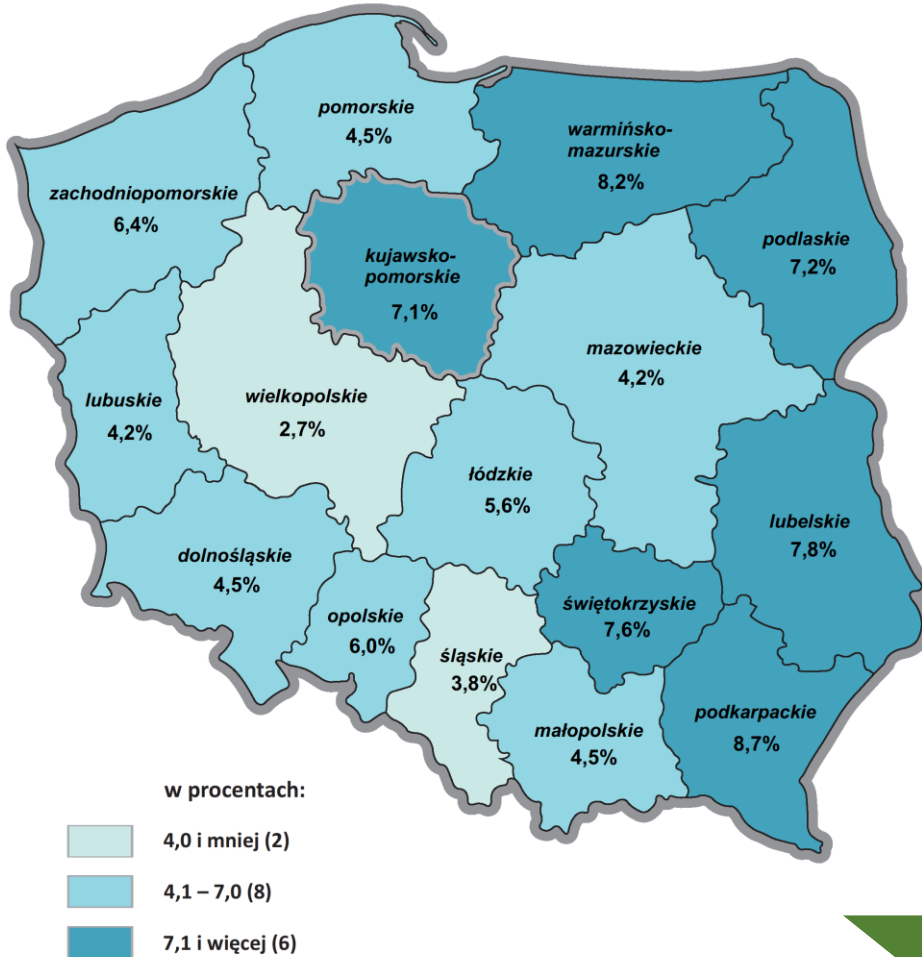 pomorskie
4,5%
warmińsko-
mazurskie
8,2%
zachodniopomorskie
6,4%
podlaskie
7,2%
kujawsko-
pomorskie
7,1%
mazowieckie
4,2%
lubuskie
4,2%
wielkopolskie
2,7%
łódzkie
5,6%
lubelskie
7,8%
dolnośląskie
4,5%
opolskie
6,0%
śląskie
3,8%
świętokrzyskie
7,6%
małopolskie
4,5%
podkarpackie
8,7%
w procentach:
4,0 i mniej (2)
4,1 – 7,0 (8)
7,1 i więcej (6)